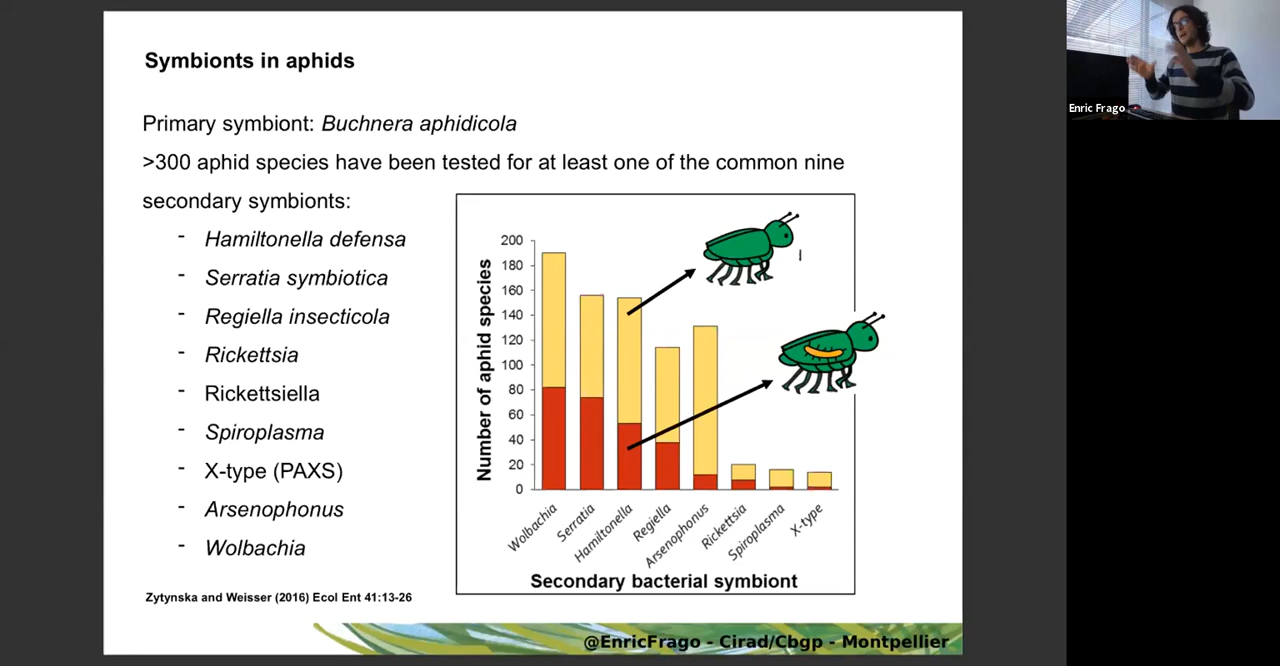 Symbionts in aphids
Primary symbiont: Buchnera aphidicola
>300 aphid species have been tested for at least one of the common nine
secondary symbionts:
- Hamiltonella defensa
- Serratia symbiotica
- Regiella insecticola
- Rickettsia
- Rickettsiella
- Spiroplasma
- X-type (PAXS)
- Arsenophonus
- Wolbachia
Zytynska and Weisser (2016) Ecol Ent 41:13-26
Number of aphid species
200
180
160
140
120
100
80
60
40
20
0
Wolbachia
Serratia
Hamiltonella
Regiella
Arsenophonus
Rickettsia
Spiroplasma
X-type
Secondary bacterial symbiont
@EnricFrago - Cirad/Cbgp - Montpellier
Enric Frago